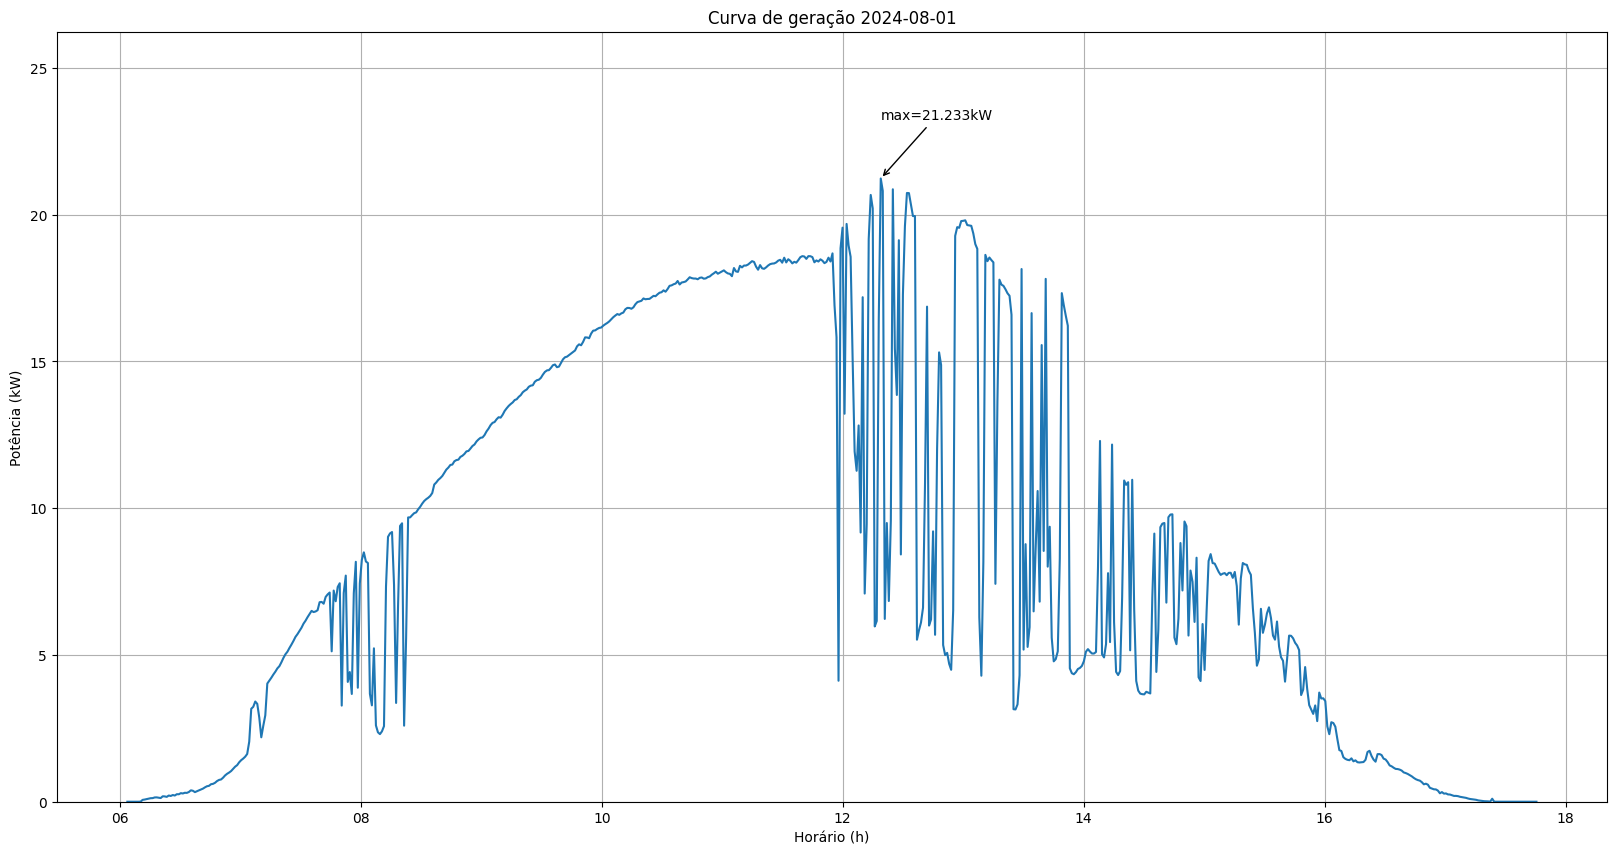 Curva de geração 2024-08-01
max=21.233kW
Potência (kW)
25
20
15
10
5
0
06 08 10 12 14 16 18
Horário (h)